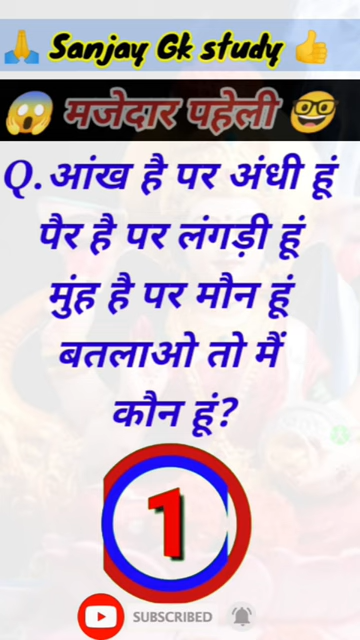 🙏 Sanjay Gk study 👍
😱 मजेदार पहेली 🤓
Q.आंख है पर अंधी हूं
पैर है पर लंगड़ी हूं
मुंह है पर मौन हूं
बतलाओ तो मैं
कौन हूं?
1
SUBSCRIBED